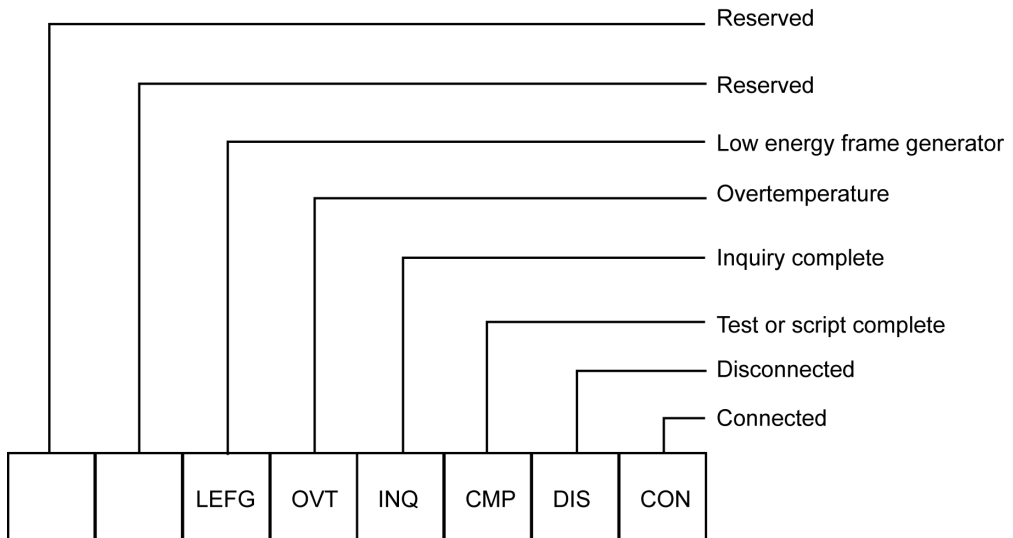 Reserved
Reserved
Low energy frame generator
Overtemperature
Inquiry complete
Test or script complete
Disconnected
Connected
LEFG OVT INQ CMP DIS CON